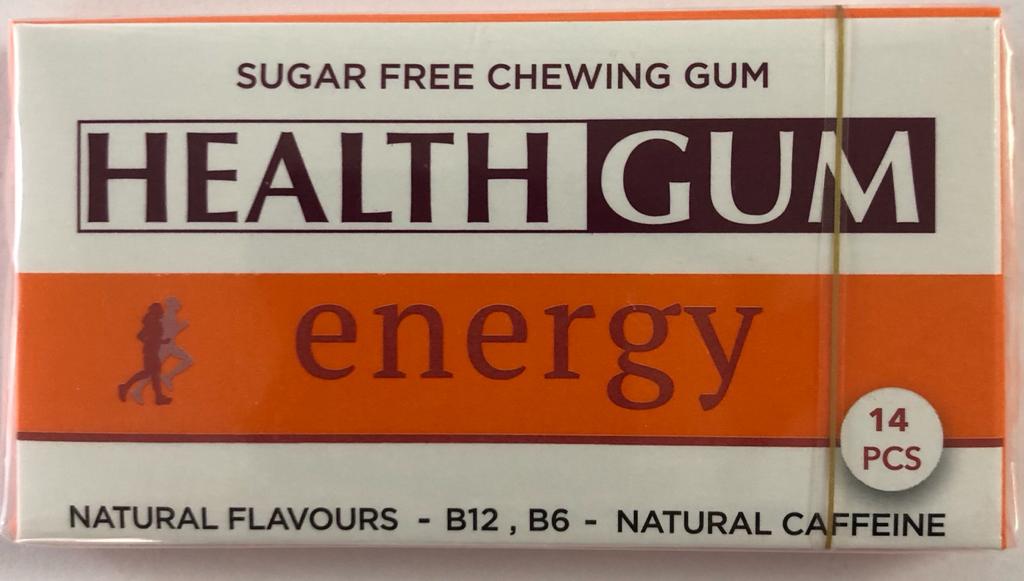 SUGAR FREE CHEWING GUM
HEALTH GUM
energy
14
PCS
NATURAL FLAVOURS - B12 , B6 - NATURAL CAFFEINE